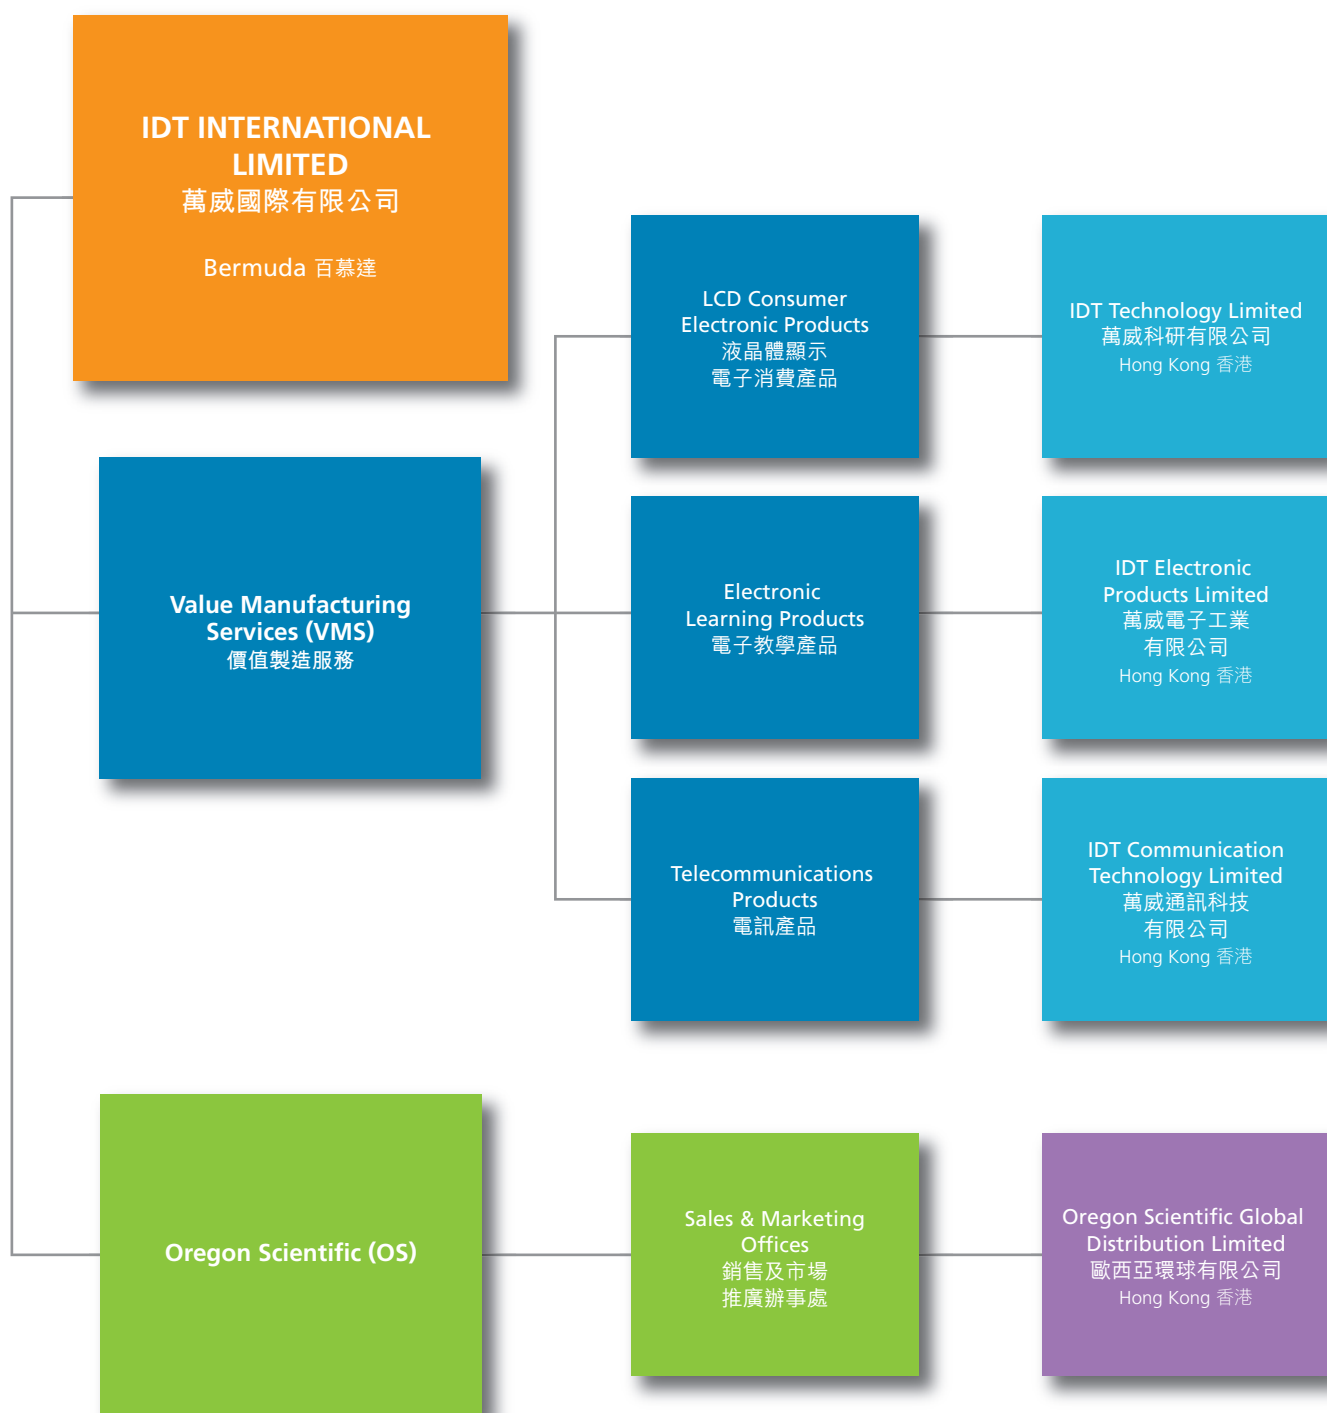 IDT INTERNATIONAL
LIMITED
萬威國際有限公司
Bermuda 百慕達
LCD Consumer
Electronic Products
液晶體顯示
電子消費產品
IDT Technology Limited
萬威科研有限公司
Hong Kong 香港
Value Manufacturing
Services (VMS)
價值製造服務
Electronic
Learning Products
電子教學產品
IDT Electronic
Products Limited
萬威電子工業
有限公司
Hong Kong 香港
Telecommunications
Products
電訊產品
IDT Communication
Technology Limited
萬威通訊科技
有限公司
Hong Kong 香港
Oregon Scientific (OS)
Sales & Marketing
Offices
銷售及市場
推廣辦事處
Oregon Scientific Global
Distribution Limited
歐西亞環球有限公司
Hong Kong 香港